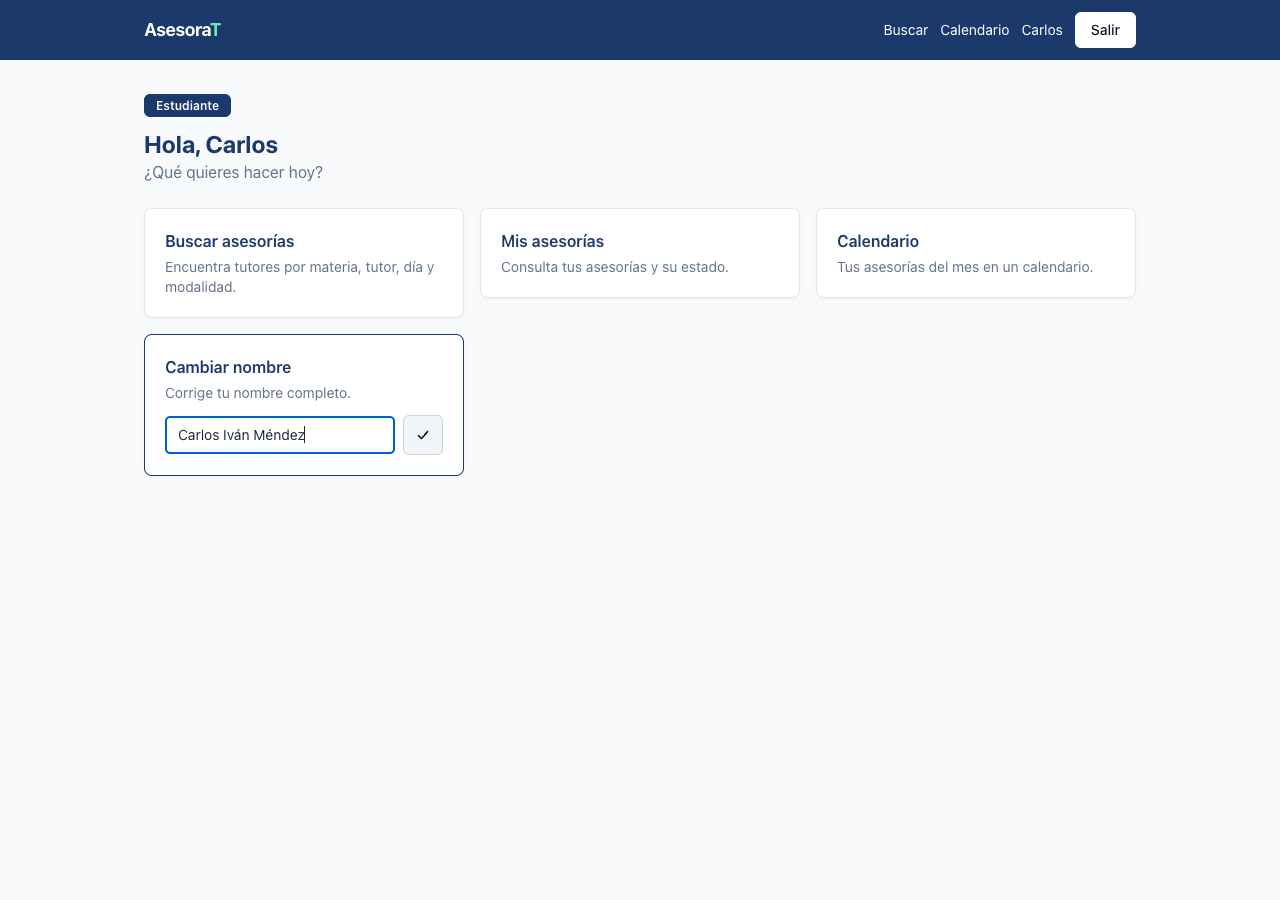 AsesoraT
Buscar Calendario Carlos Salir
Estudiante
Hola, Carlos
¿Qué quieres hacer hoy?
Buscar asesorías
Encuentra tutores por materia, tutor, día y
modalidad.
Mis asesorías
Consulta tus asesorías y su estado.
Calendario
Tus asesorías del mes en un calendario.
Cambiar nombre
Corrige tu nombre completo.
Carlos Iván Méndez